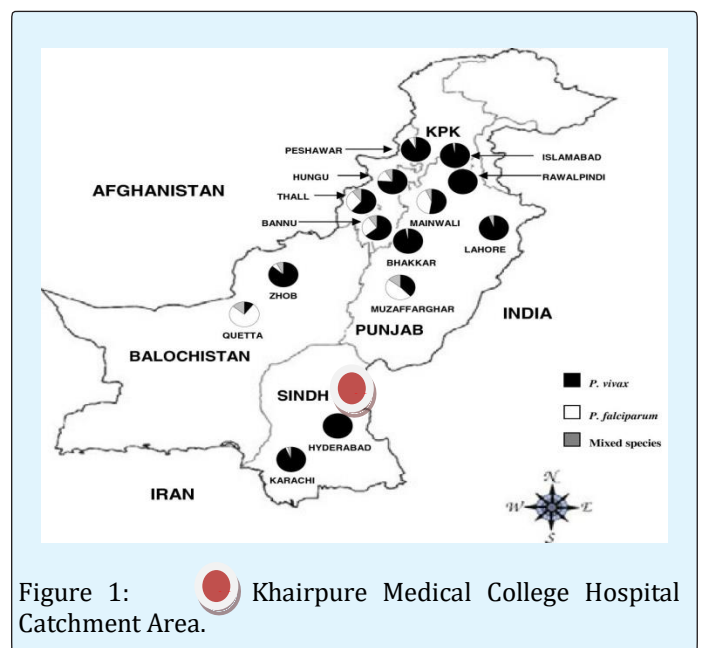 KPK
PESHAWAR
ISLAMABAD
HUNGU
RAWALPINDI
AFGHANISTAN
THALL
MAINWALI
BANNU
LAHORE
BHAKKAR
ZHOB
MUZAFFARGHAR
INDIA
QUETTA
PUNJAB
BALOCHISTAN
SINDH
P. vivax
P. falciparum
HYDERABAD
Mixed species
KARACHI
IRAN
N
W E
S
Figure 1: Khairpure Medical College Hospital
Catchment Area.